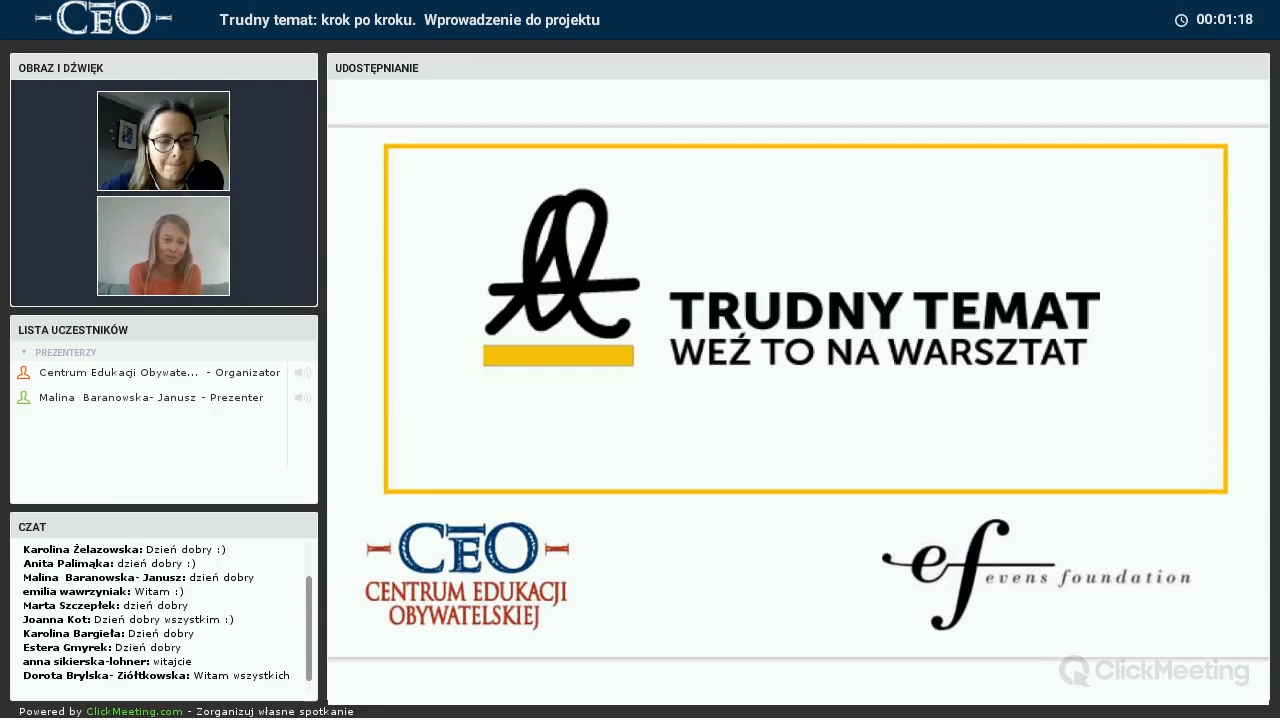 CEO
Trudny temat: krok po kroku. Wprowadzenie do projektu
00:01:18
OBRAZ I DŹWIĘK
UDOSTĘPNIANIE
TRUDNY TEMAT
WEŹ TO NA WARSZTAT
LISTA UCZESTNIKÓW
PREZENTERZY
Centrum Edukacji Obywate... - Organizator
Malina Baranowska- Janusz - Prezenter
CZAT
Karolina Żelazowska: Dzień dobry :)
Anita Palimąka: dzień dobry :)
Malina Baranowska- Janusz: dzień dobry
emilia wawrzyniak: Witam :)
Marta Szczepłek: dzień dobry
Joanna Kot: Dzień dobry wszystkim :)
Karolina Bargieła: Dzień dobry
Estera Gmyrek: Dzień dobry
anna sikierska-lohner: witajcie
Dorota Brylska- Ziółtkowska: Witam wszystkich
CEO
CENTRUM EDUKACJI
OBYWATELSKIEJ
ef
evens foundation
ClickMeeting
Powered by ClickMeeting.com - Zorganizuj własne spotkanie